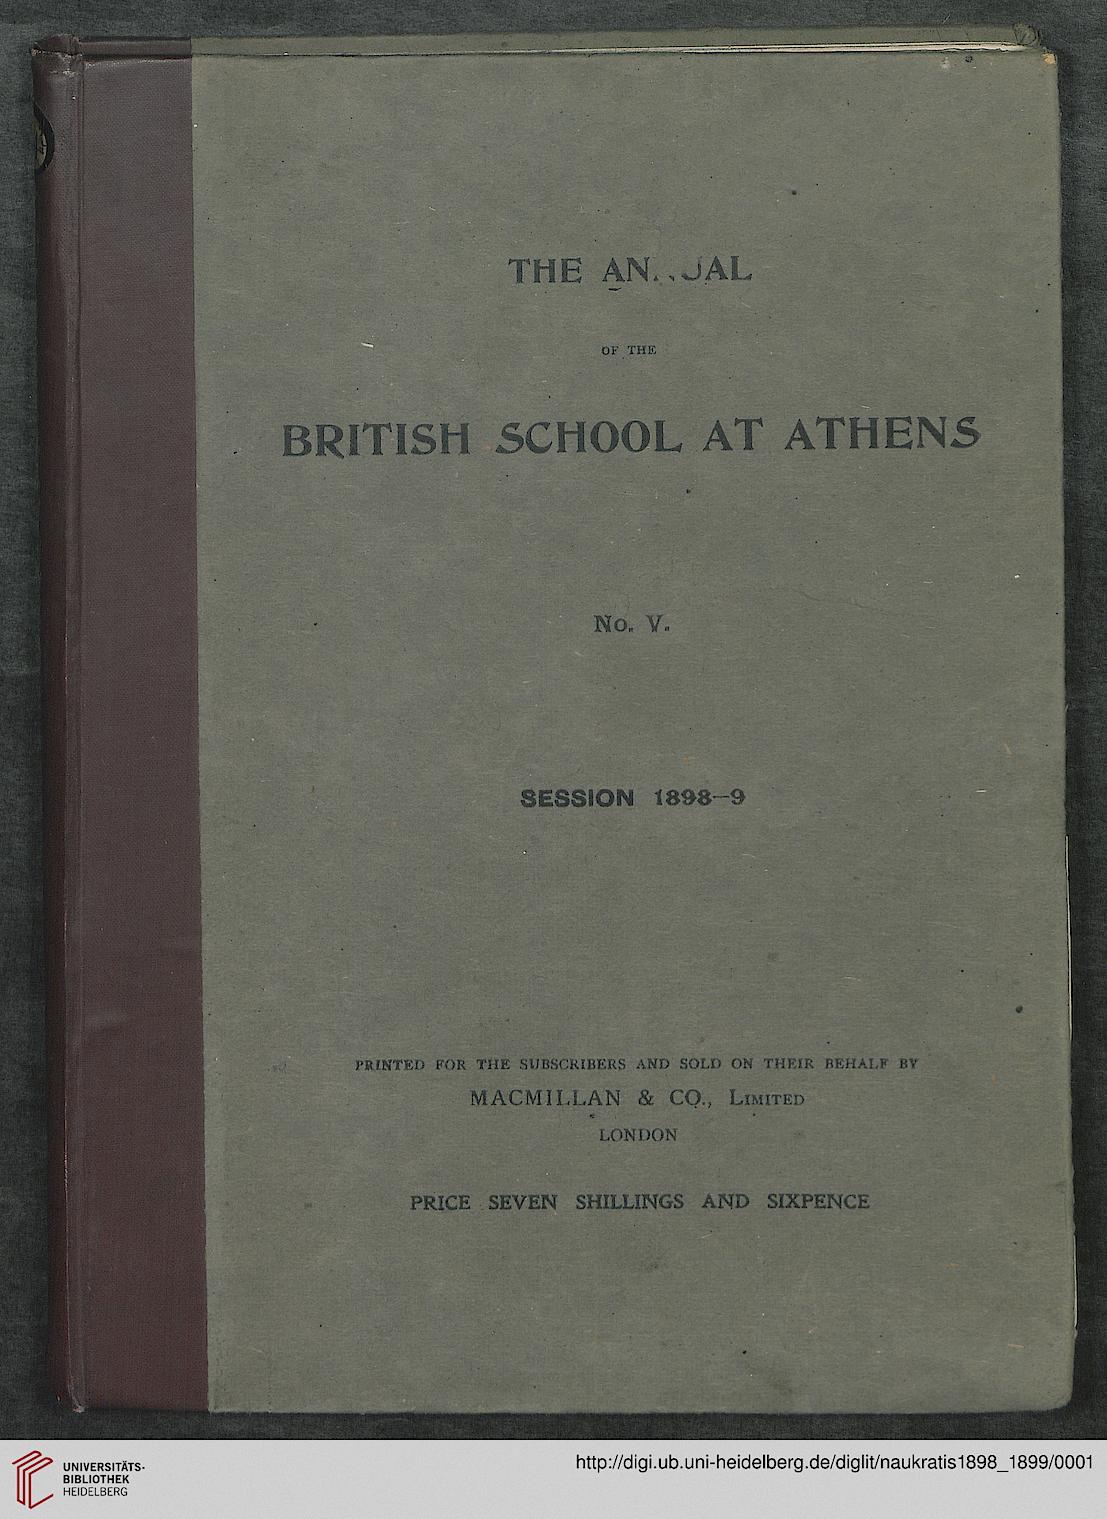 THE
OF THE
BRITISH SCHOOL AT ATHENS
No. V.
SESSION 1898–9
PRINTED FOR THE SUBSCRIBERS AND SOLD ON THEIR BEHALF BY
MACMILLAN & CO., LIMITED
LONDON
PRICE SEVEN SHILLINGS AND SIXPENCE
UNIVERSITÄTS-
BIBLIOTHEK
HEIDELBERG
http://digi.ub.uni-heidelberg.de/diglit/naukratis1898_1899/0001